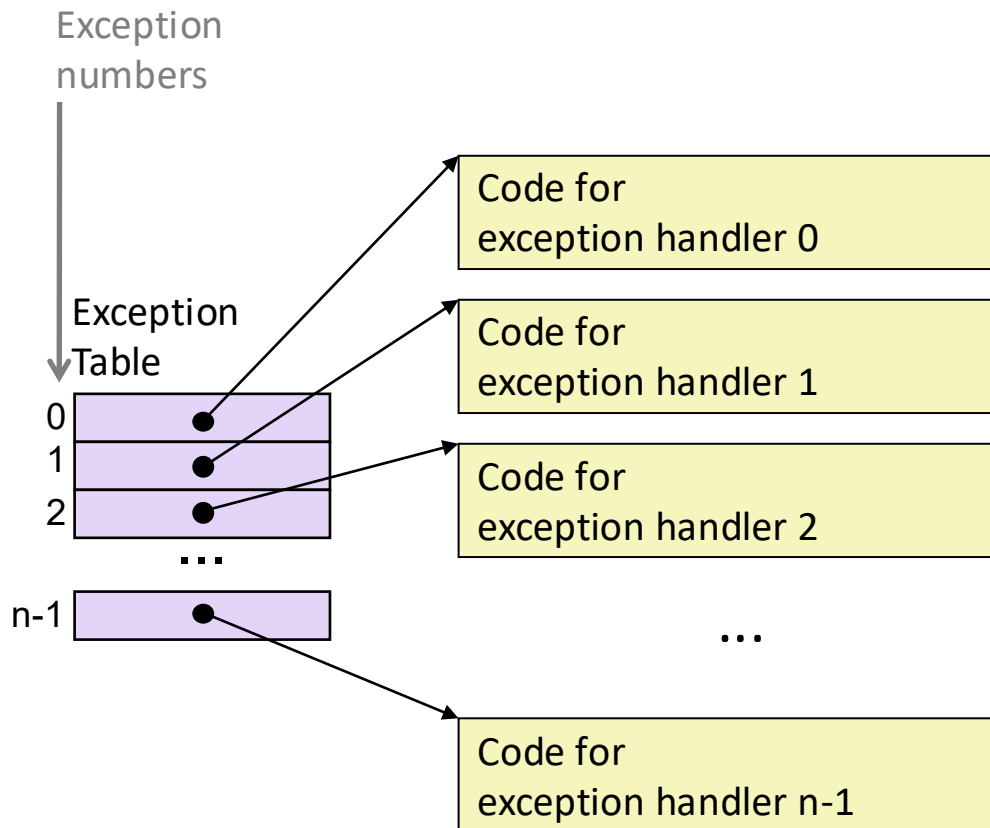 Exception
numbers
Exception
Table
0
1
2
...
n-1
Code for
exception handler 0
Code for
exception handler 1
Code for
exception handler 2
...
Code for
exception handler n-1